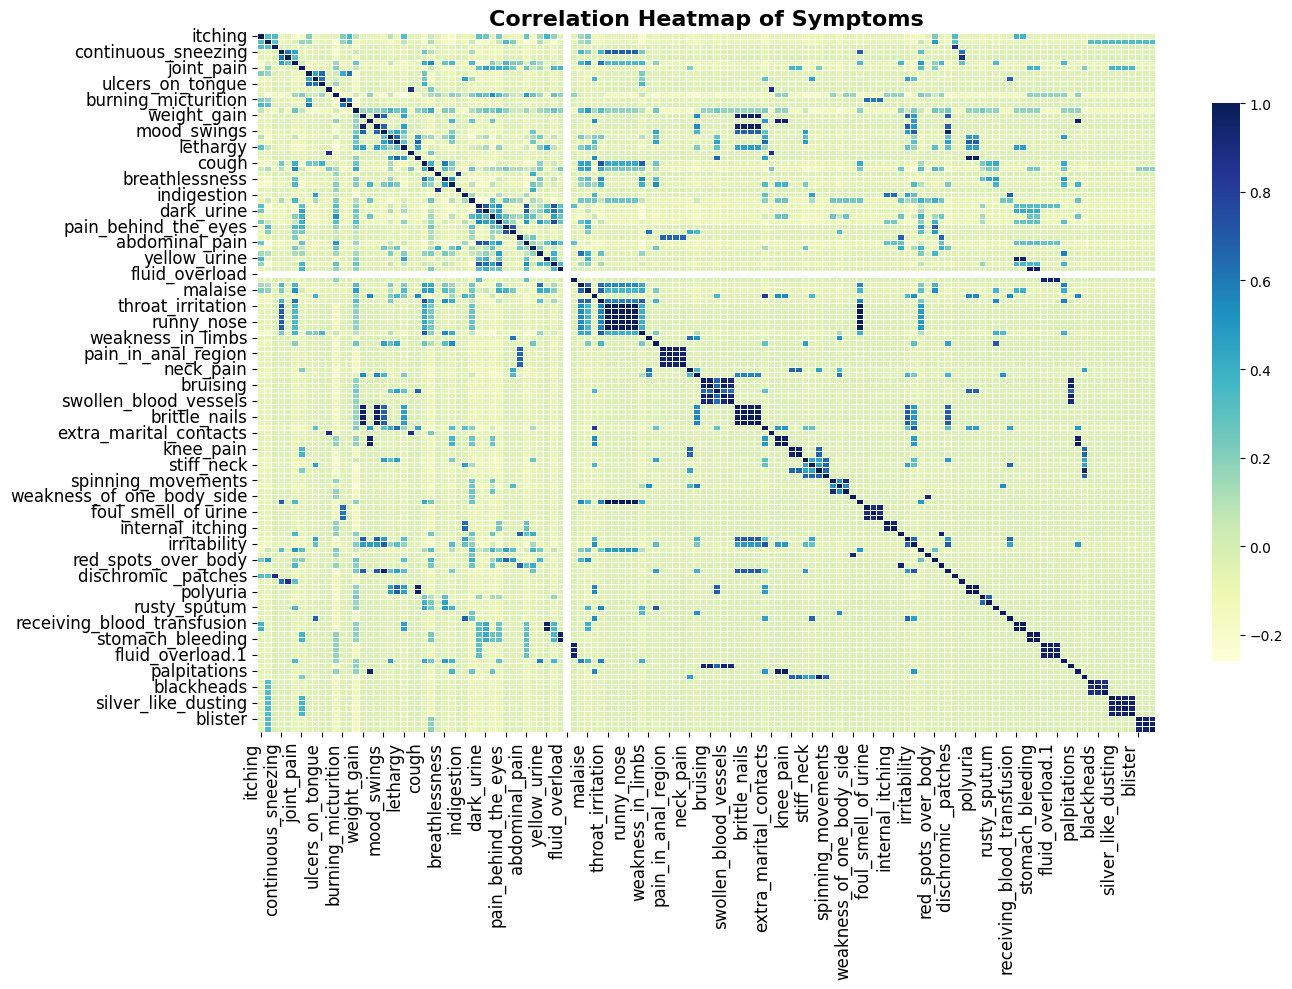 Correlation Heatmap of Symptoms
itching
continuous_sneezing
joint_pain
ulcers_on_tongue
burning_micturition
weight_gain
mood_swings
lethargy
cough
breathlessness
indigestion
dark_urine
pain_behind_the_eyes
abdominal_pain
yellow_urine
fluid_overload
malaise
throat_irritation
runny_nose
weakness_in_limbs
pain_in_anal_region
neck_pain
bruising
swollen_blood_vessels
brittle_nails
extra_marital_contacts
knee_pain
stiff_neck
spinning_movements
weakness_of_one_body_side
foul_smell_of urine
internal_itching
irritability
red_spots_over_body
dischromic _patches
polyuria
rusty_sputum
receiving_blood_transfusion
stomach_bleeding
fluid_overload.1
palpitations
blackheads
silver_like_dusting
blister
itching
continuous_sneezing
joint_pain
ulcers_on_tongue
burning_micturition
weight_gain
mood_swings
lethargy
cough
breathlessness
indigestion
dark_urine
pain_behind_the_eyes
abdominal_pain
yellow_urine
fluid_overload
malaise
throat_irritation
runny_nose
weakness_in_limbs
pain_in_anal_region
neck_pain
bruising
swollen_blood_vessels
brittle_nails
extra_marital_contacts
knee_pain
stiff_neck
spinning_movements
weakness_of_one_body_side
foul_smell_of urine
internal_itching
irritability
red_spots_over_body
dischromic _patches
polyuria
rusty_sputum
receiving_blood_transfusion
stomach_bleeding
fluid_overload.1
palpitations
blackheads
silver_like_dusting
blister
1.0
0.8
0.6
0.4
0.2
0.0
−0.2